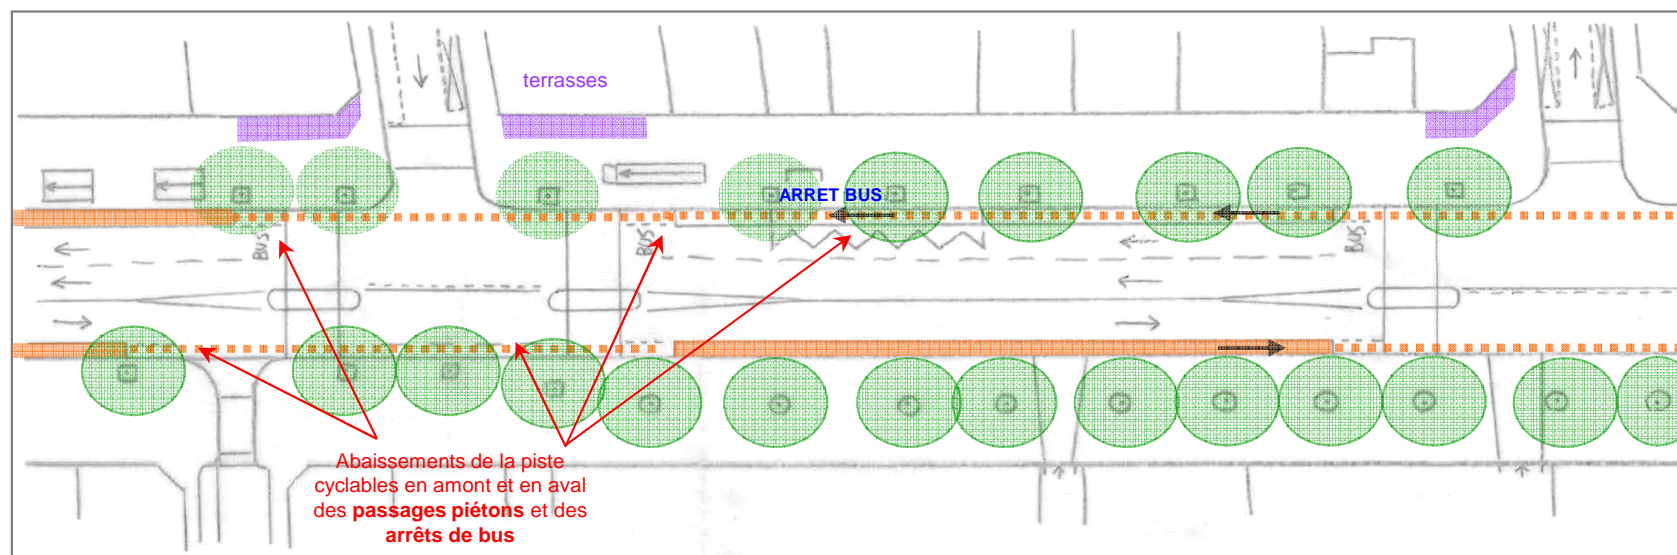 terrasses
ARRET BUS
BUS
BUS
BUS
Abaissements de la piste
cyclables en amont et en aval
des passages piétons et des
arrêts de bus